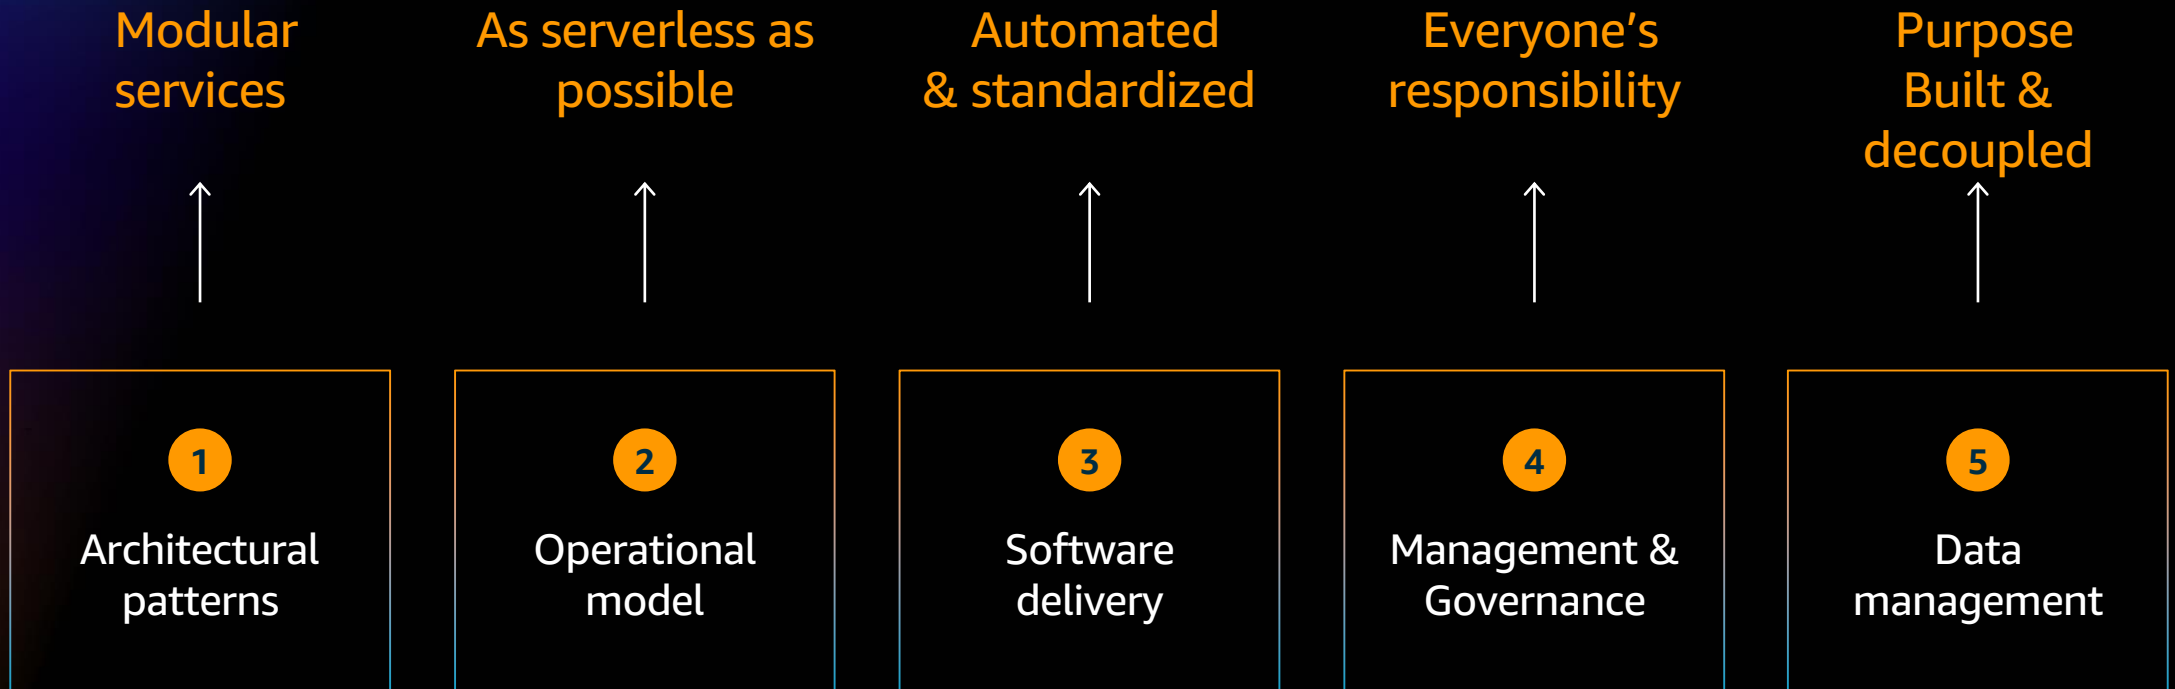 Modular
services
As serverless as
possible
Automated
& standardized
Everyone’s
responsibility
Purpose
Built &
decoupled
1
Architectural
patterns
2
Operational
model
3
Software
delivery
4
Management &
Governance
5
Data
management